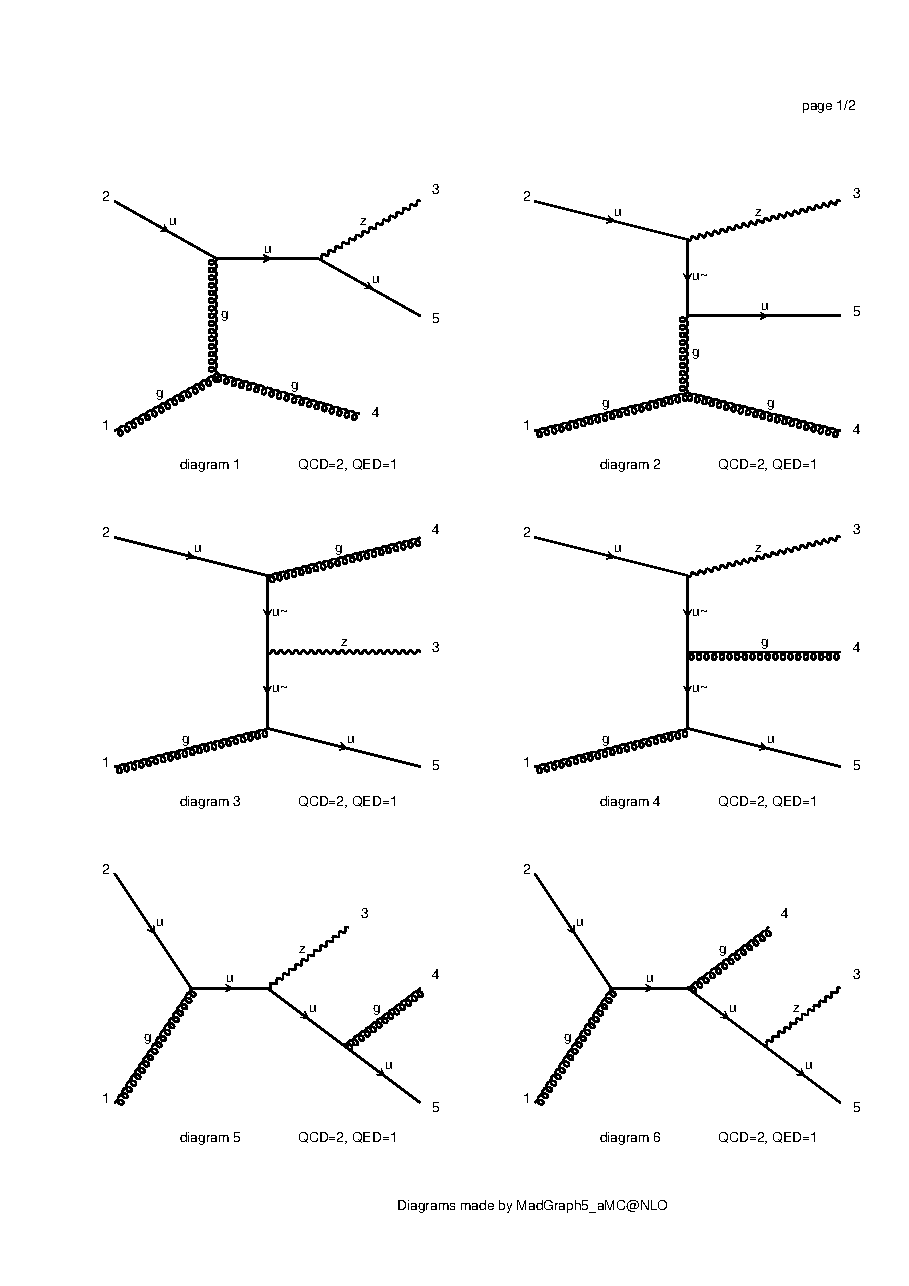 page 1/2
2 u u z 3
g u 5
1 g g 4
diagram 1 QCD=2, QED=1
2 u z 3
u~
u 5
g
1 g g 4
diagram 2 QCD=2, QED=1
2 u g 4
u~
z 3
u~
1 g u 5
diagram 3 QCD=2, QED=1
2 u z 3
u~
g 4
u~
1 g u 5
diagram 4 QCD=2, QED=1
2 u 3
u z 4
g u g
1 u 5
diagram 5 QCD=2, QED=1
2 u 4
u g 3
g u z
1 u 5
diagram 6 QCD=2, QED=1
Diagrams made by MadGraph5_aMC@NLO